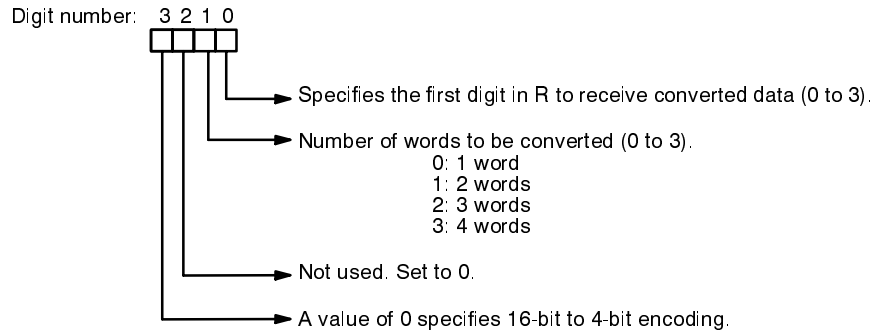 Digit number: 3 2 1 0
Specifies the first digit in R to receive converted data (0 to 3).
Number of words to be converted (0 to 3).
0: 1 word
1: 2 words
2: 3 words
3: 4 words
Not used. Set to 0.
A value of 0 specifies 16-bit to 4-bit encoding.